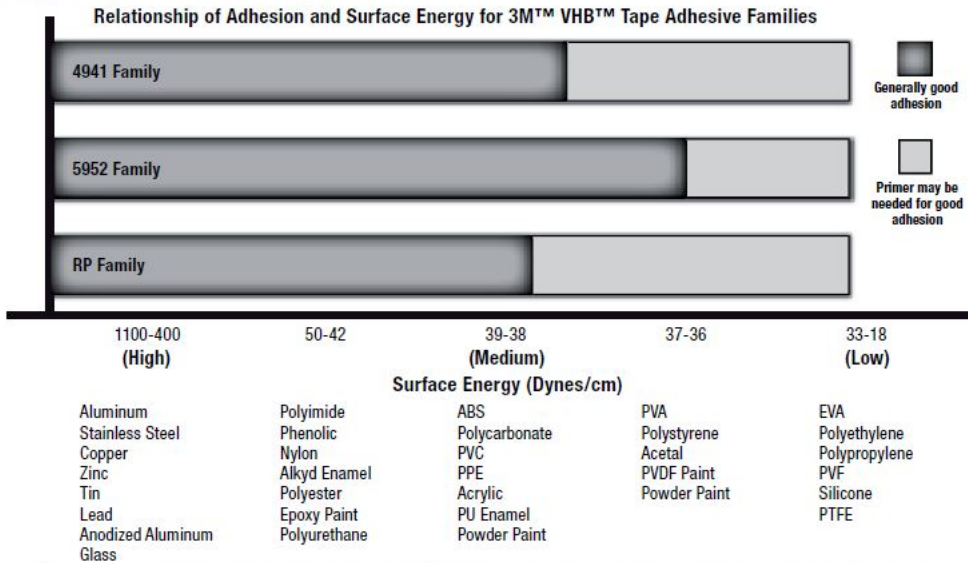 Relationship of Adhesion and Surface Energy for 3M™ VHB™ Tape Adhesive Families
4941 Family
Generally good
adhesion
5952 Family
Primer may be
needed for good
adhesion
RP Family
1100-400 50-42 39-38 37-36 33-18
(High) (Medium) (Low)
Surface Energy (Dynes/cm)
Aluminum Polyimide ABS PVA EVA
Stainless Steel Phenolic Polycarbonate Polystyrene Polyethylene
Copper Nylon PVC Acetal Polypropylene
Zinc Alkyd Enamel PPE PVDF Paint PVF
Tin Polyester Acrylic Powder Paint Silicone
Lead Epoxy Paint PU Enamel PTFE
Anodized Aluminum Polyurethane Powder Paint
Glass